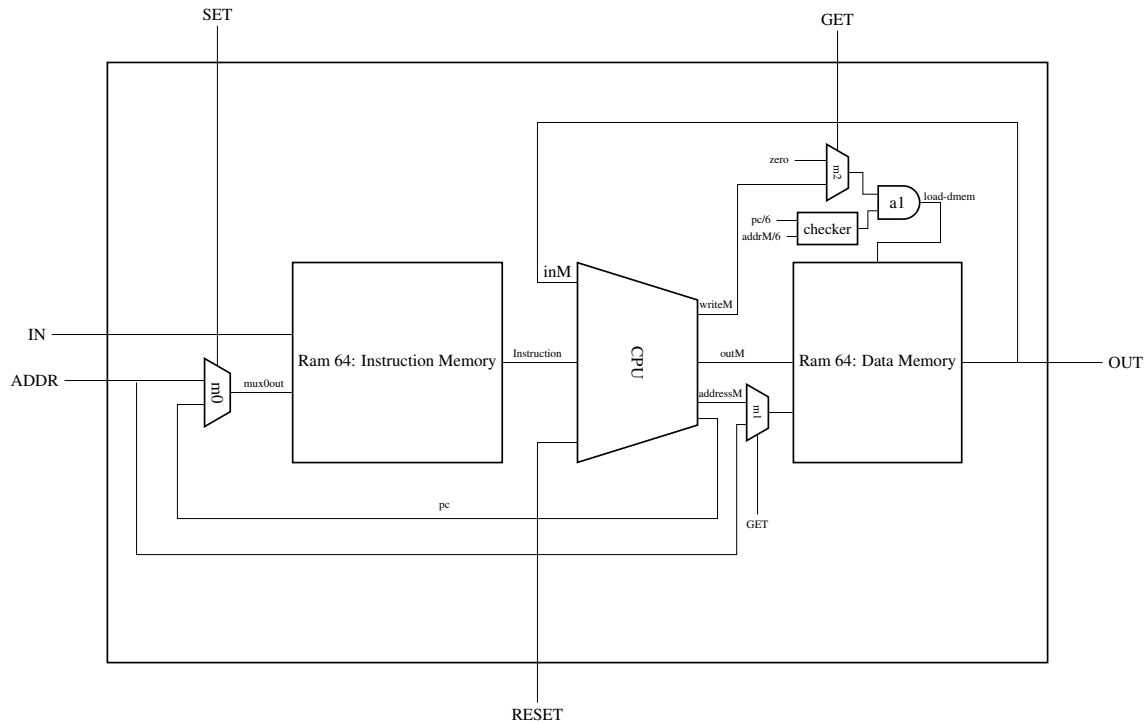 SET
GET
zero
m2
a1
load-dmem
pc/6
addrM/6
checker
inM
writeM
IN
Ram 64: Instruction Memory
Instruction
CPU
outM
Ram 64: Data Memory
OUT
ADDR
m0
mux0out
addressM
m1
pc
GET
RESET